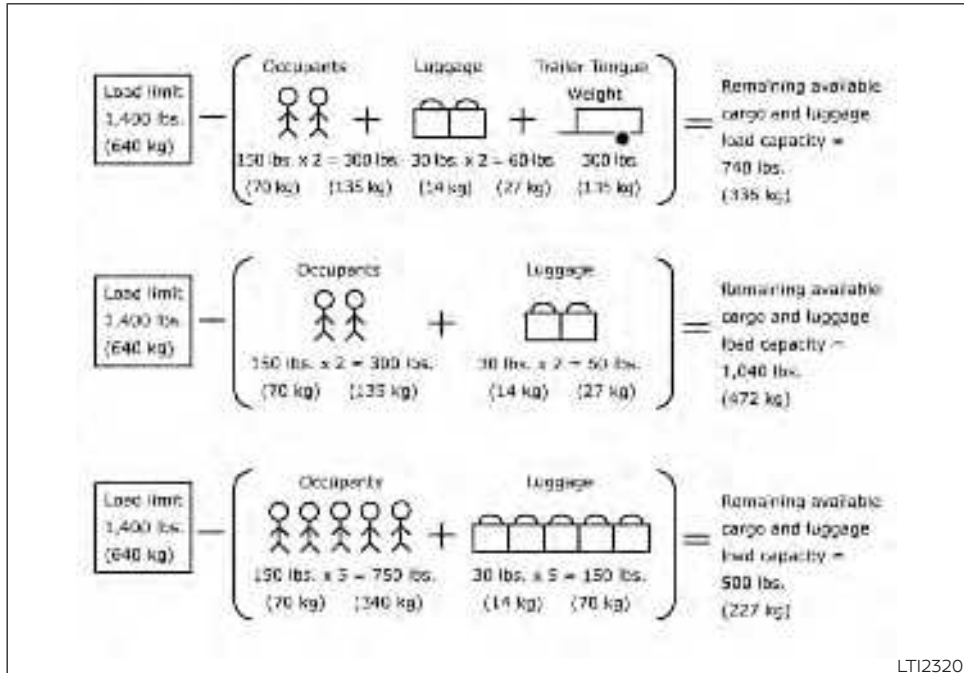 Load limit
1,400 lbs.
(640 kg)
−
Occupants + Luggage + Trailer Tongue
Weight
150 lbs. x 2 = 300 lbs. 30 lbs x 2 = 60 lbs 300 lbs.
(70 kg) (135 kg) (14 kg) (27 kg) (135 kg)
=
Remaining available
cargo and luggage
load capacity =
740 lbs.
kg)
Load limit
1,400 lbs.
(640 kg)
−
Occupants + Luggage
150 lbs. x 2 = 300 lbs. 30 lbs. x 2 = 60 lbs.
(70 kg) (135 kg) (14 kg) (27 kg)
=
Remaining available
cargo and luggage
load capacity =
1,040 lbs.
(472 kg)
Load limit
1,400 lbs.
(640 kg)
−
Occupants + Luggage
150 lbs. x 5 = 750 lbs. 30 lbs. x 5 = 150 lbs.
(70 kg) (340 kg) (14 kg) (70 kg)
=
Remaining available
cargo and luggage
load capacity =
500 lbs.
(227 kg)
LTI2320